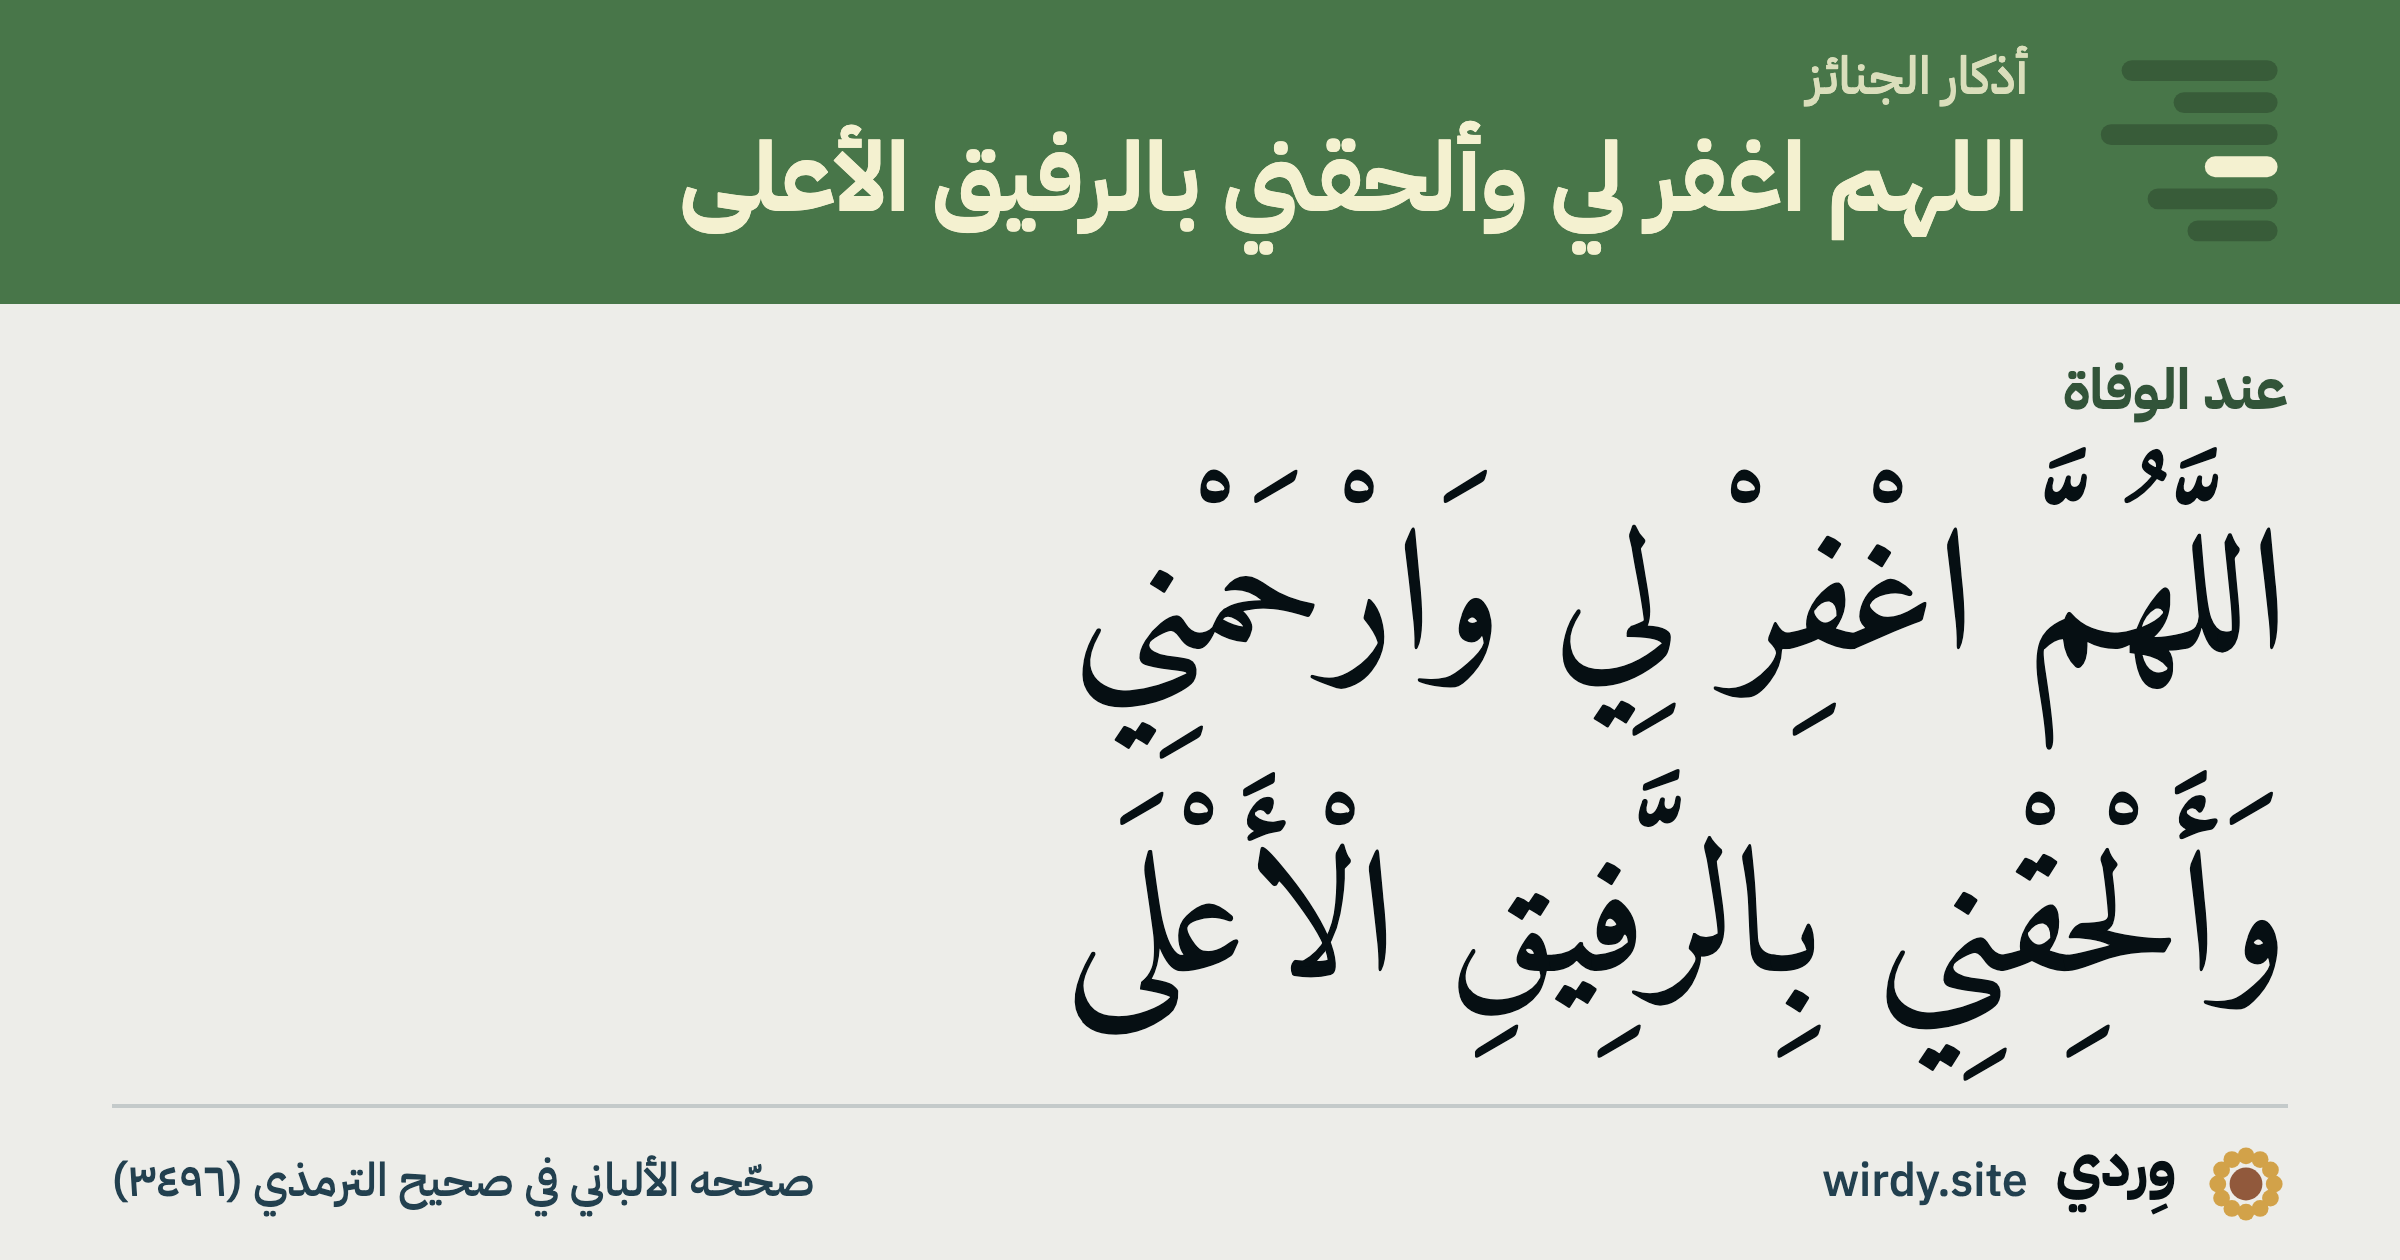 أذكار الجنائز
اللهم اغفر لي وألحقني بالرفيق الأعلى
عند الوفاة
اللَّهُمَّ اغْفِرْ لِي وَارْحَمْنِي
وَأَلْحِقْنِي بِالرَّفِيقِ الْأَعْلَى
وِردي wirdy.site
صحّحه الألباني في صحيح الترمذي (٣٤٩٦)